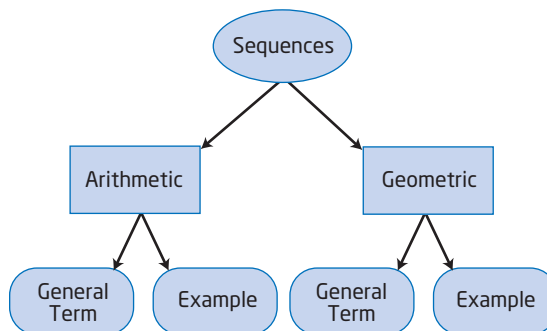 Sequences
Arithmetic
Geometric
General
Term
Example
General
Term
Example